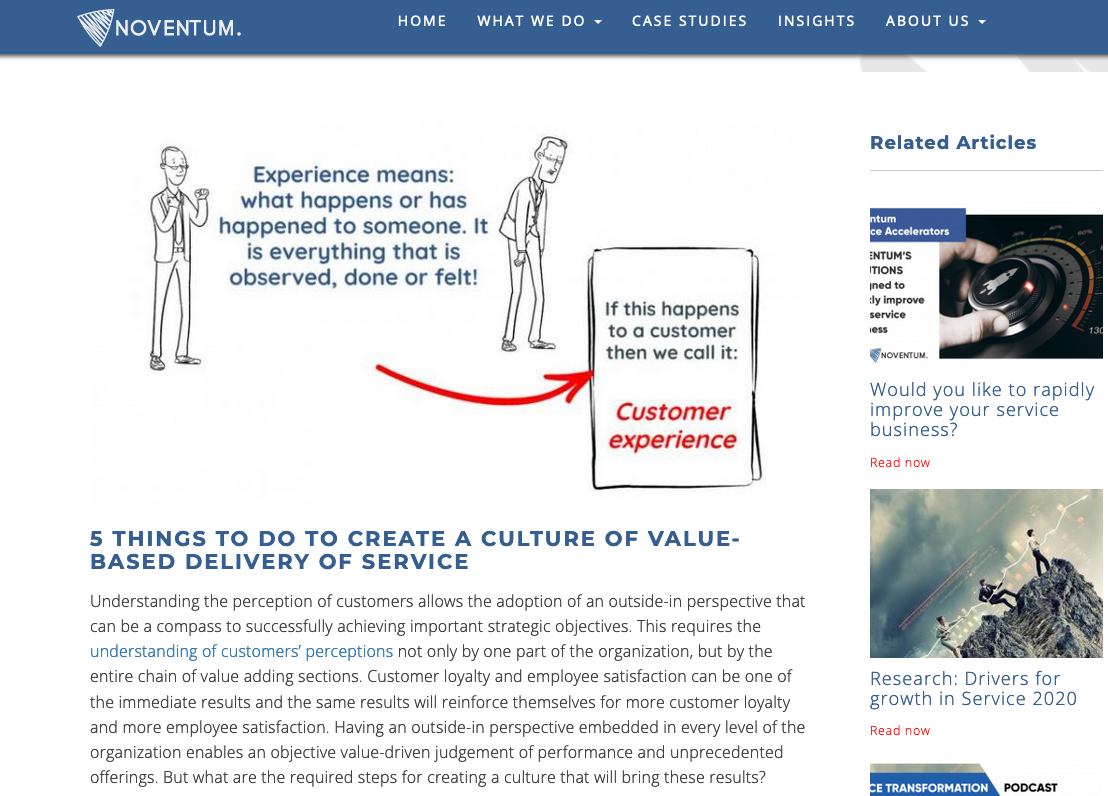 NOVENTUM.
HOME WHAT WE DO CASE STUDIES INSIGHTS ABOUT US
Experience means:
what happens or has
happened to someone. It
is everything that is
observed, done or felt!
If this happens
to a customer
then we call it:
Customer
experience
5 THINGS TO DO TO CREATE A CULTURE OF VALUE-
BASED DELIVERY OF SERVICE
Understanding the perception of customers allows the adoption of an outside-in perspective that
can be a compass to successfully achieving important strategic objectives. This requires the
understanding of customers’ perceptions not only by one part of the organization, but by the
entire chain of value adding sections. Customer loyalty and employee satisfaction can be one of
the immediate results and the same results will reinforce themselves for more customer loyalty
and more employee satisfaction. Having an outside-in perspective embedded in every level of the
organization enables an objective value-driven judgement of performance and unprecedented
offerings. But what are the required steps for creating a culture that will bring these results?
Related Articles
ntum
ce Accelerators
ENTUM'S
TIONS
gned to
ly improve
service
ess
NOVENTUM.
60%
130
Would you like to rapidly
improve your service
business?
Read now
Research: Drivers for
growth in Service 2020
Read now
CE TRANSFORMATION PODCAST